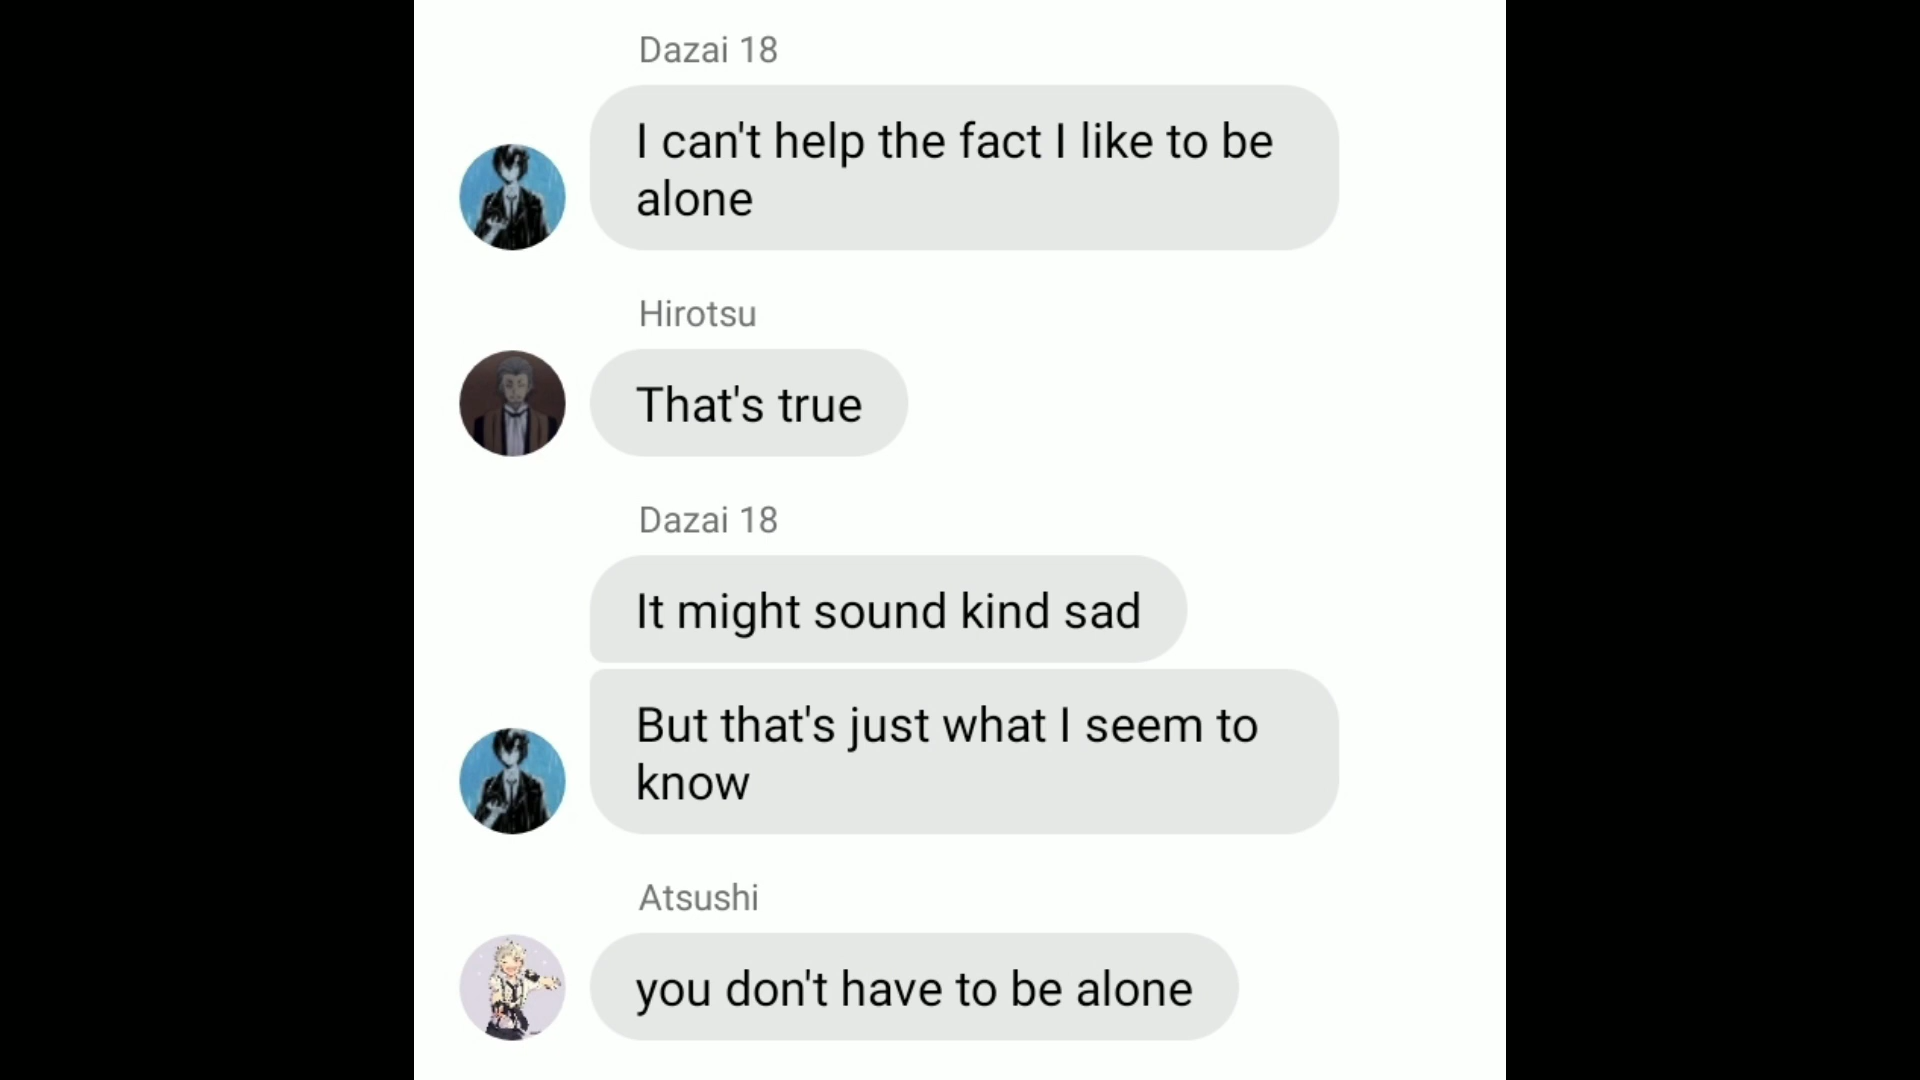 Dazai 18
I can't help the fact I like to be
alone
Hirotsu
That's true
Dazai 18
It might sound kind sad
But that's just what I seem to
know
Atsushi
you don't have to be alone